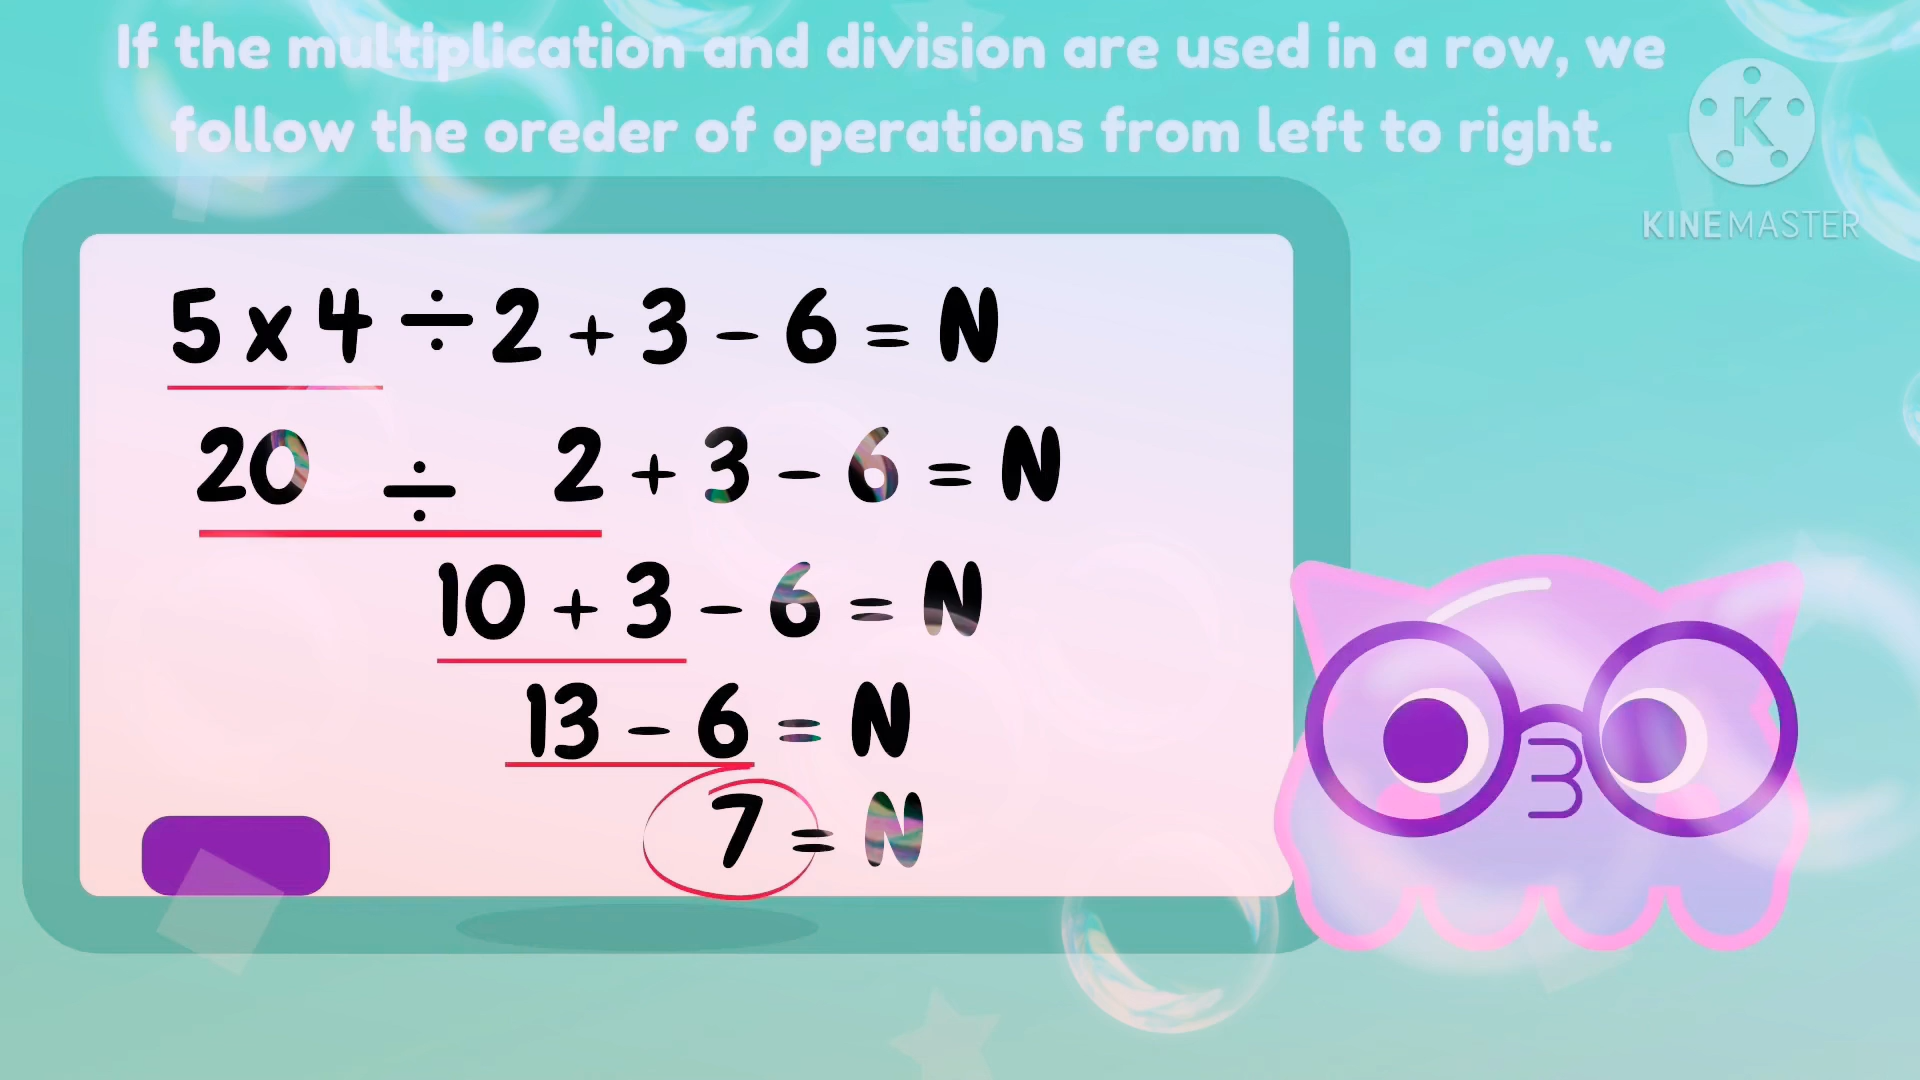 If the multiplication and division are used in a row, we
follow the oreder of operations from left to right.
KINEMASTER
5 x 4 ÷ 2 + 3 - 6 = N
20 ÷ 2 + 3 - 6 = N
10 + 3 - 6 = N
13 - 6 = N
7 = N